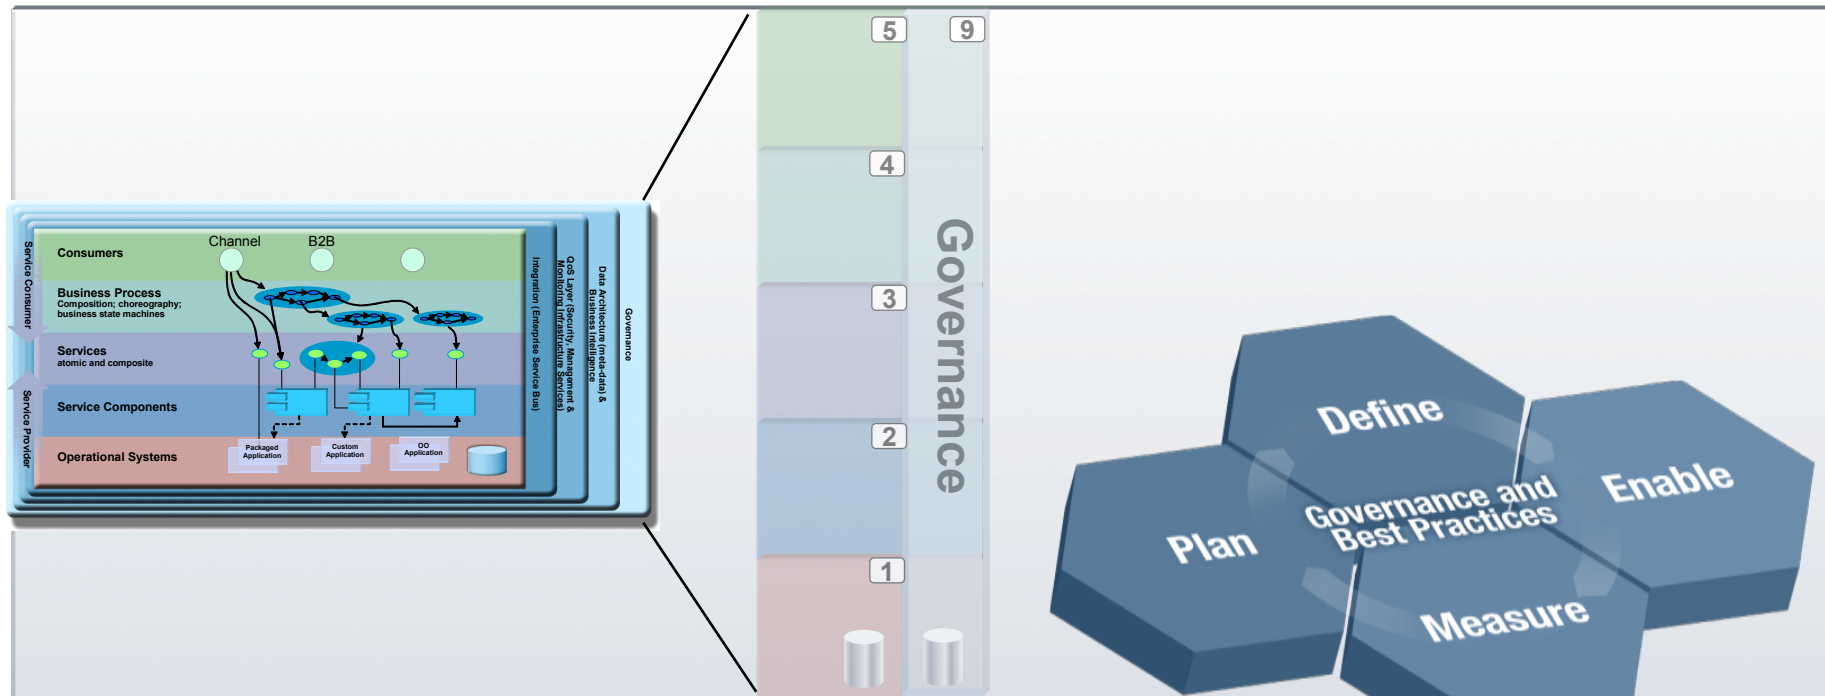 Service Consumer
Service Provider
Consumers
Channel
B2B
Business Process
Composition; choreography;
business state machines
Services
atomic and composite
Service Components
Operational Systems
Packaged
Application
Custom
Application
OO
Application
Integration (Enterprise Service Bus)
QoS Layer (Security, Management &
Monitoring Infrastructure Services)
Data Architecture (meta-data) &
Business Intelligence
Governance
5
9
4
3
2
1
Governance
Define
Enable
Governance and
Best Practices
Plan
Measure